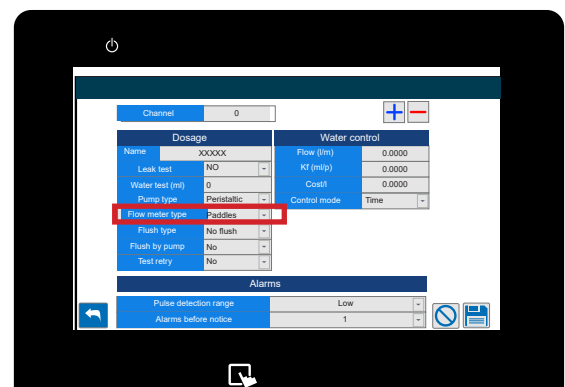 Channel 0
Dosage Water control
Name XXXXX Flow (l/m) 0.0000
Leak test NO Kf (ml/p) 0.0000
Water test (ml) 0 Cost/l 0.0000
Pump type Peristaltic Control mode Time
Flow meter type Paddles
Flush type No flush
Flush by pump No
Test retry No
Alarms
Pulse detection range Low
Alarms before notice 1